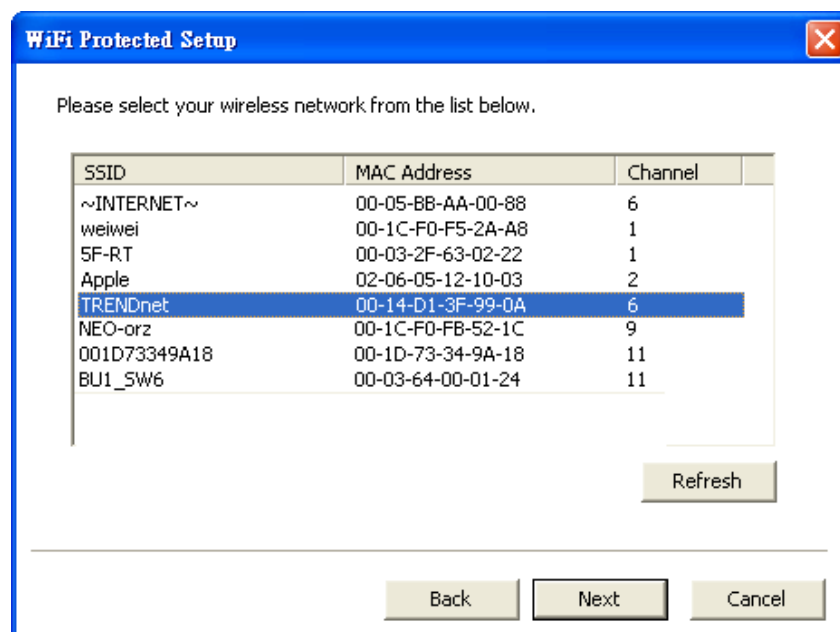 WiFi Protected Setup
Please select your wireless network from the list below.
SSID MAC Address Channel
~INTERNET~ 00-05-BB-AA-00-88 6
weiwei 00-1C-F0-F5-2A-A8 1
5F-RT 00-03-2F-63-02-22 1
Apple 02-06-05-12-10-03 2
TRENDnet 00-14-D1-3F-99-0A 6
NEO-orz 00-1C-F0-FB-52-1C 9
001D73349A18 00-1D-73-34-9A-18 11
BU1_SW6 00-03-64-00-01-24 11
Refresh
Back Next Cancel